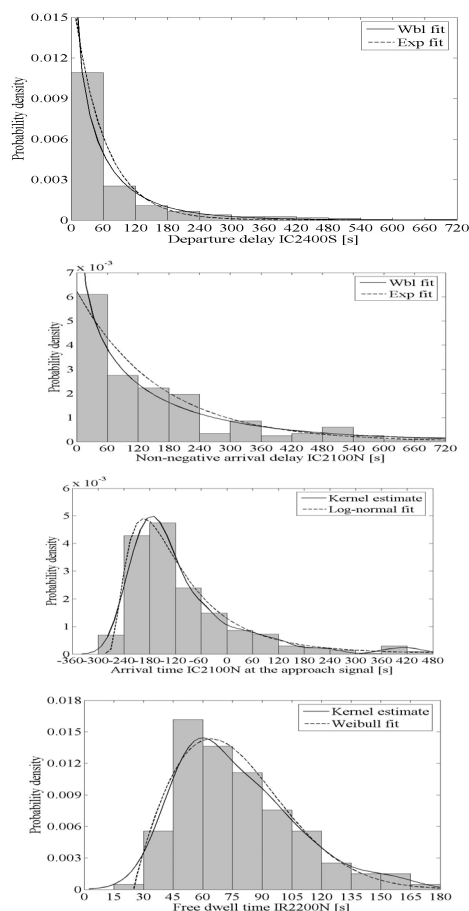 0.015
Wbl fit
Exp fit
0.012
0.009
0.006
0.003
0
Probability density
0 60 120 180 240 300 360 420 480 540 600 660 720
Departure delay IC2400S [s]
7 x 10-3
Wbl fit
Exp fit
6
5
4
3
2
1
0
Probability density
0 60 120 180 240 300 360 420 480 540 600 660 720
Non-negative arrival delay IC2100N [s]
6 x 10-3
Kernel estimate
Log-normal fit
5
4
3
2
1
0
Probability density
-360-300-240-180-120-60 0 60 120 180 240 300 360 420 480
Arrival time IC2100N at the approach signal [s]
0.018
Kernel estimate
Weibull fit
0.015
0.012
0.009
0.006
0.003
0
Probability density
0 15 30 45 60 75 90 105 120 135 150 165 180
Free dwell time IR2200N [s]